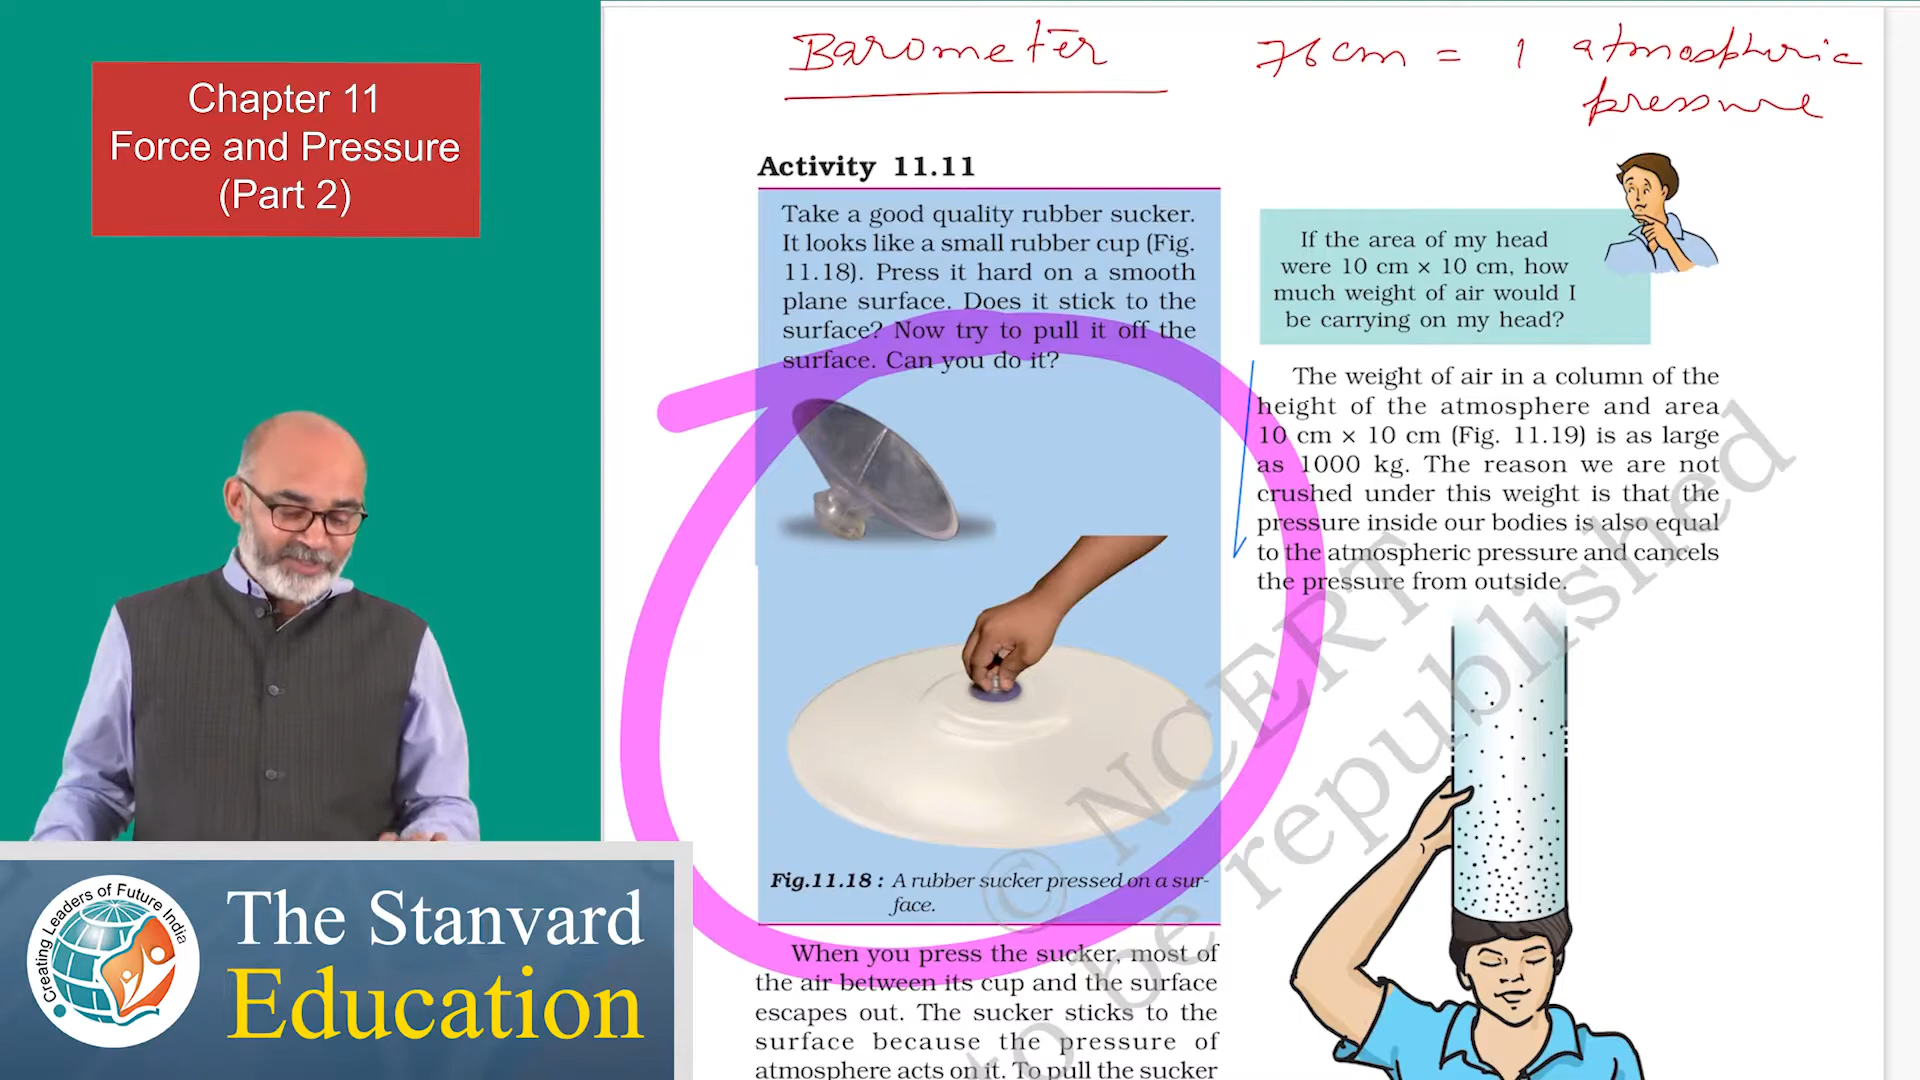 Chapter 11
Force and Pressure
(Part 2)
Barometer
76 cm = 1 atmospheric
pressure
Activity 11.11
Take a good quality rubber sucker.
It looks like a small rubber cup (Fig.
11.18). Press it hard on a smooth
plane surface. Does it stick to the
surface? Now try to pull it off the
surface. Can you do it?
Fig.11.18 : A rubber sucker pressed on a sur-
face.
When you press the sucker, most of
the air between its cup and the surface
escapes out. The sucker sticks to the
surface because the pressure of
atmosphere acts on it. To pull the sucker
If the area of my head
were 10 cm × 10 cm, how
much weight of air would I
be carrying on my head?
The weight of air in a column of the
height of the atmosphere and area
10 cm × 10 cm (Fig. 11.19) is as large
as 1000 kg. The reason we are not
crushed under this weight is that the
pressure inside our bodies is also equal
to the atmospheric pressure and cancels
the pressure from outside.
© NCERT
to be republished
Creating Leaders of Future India
The Stanvard
Education